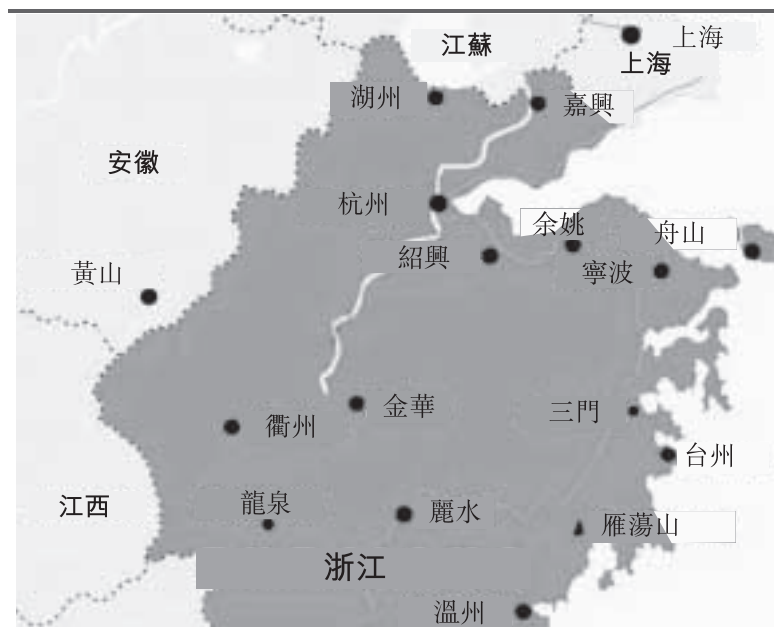 江蘇
上海
上海
湖州
嘉興
安徽
杭州
余姚
舟山
紹興
寧波
黃山
金華
三門
衢州
台州
江西
龍泉
麗水
雁蕩山
浙江
溫州